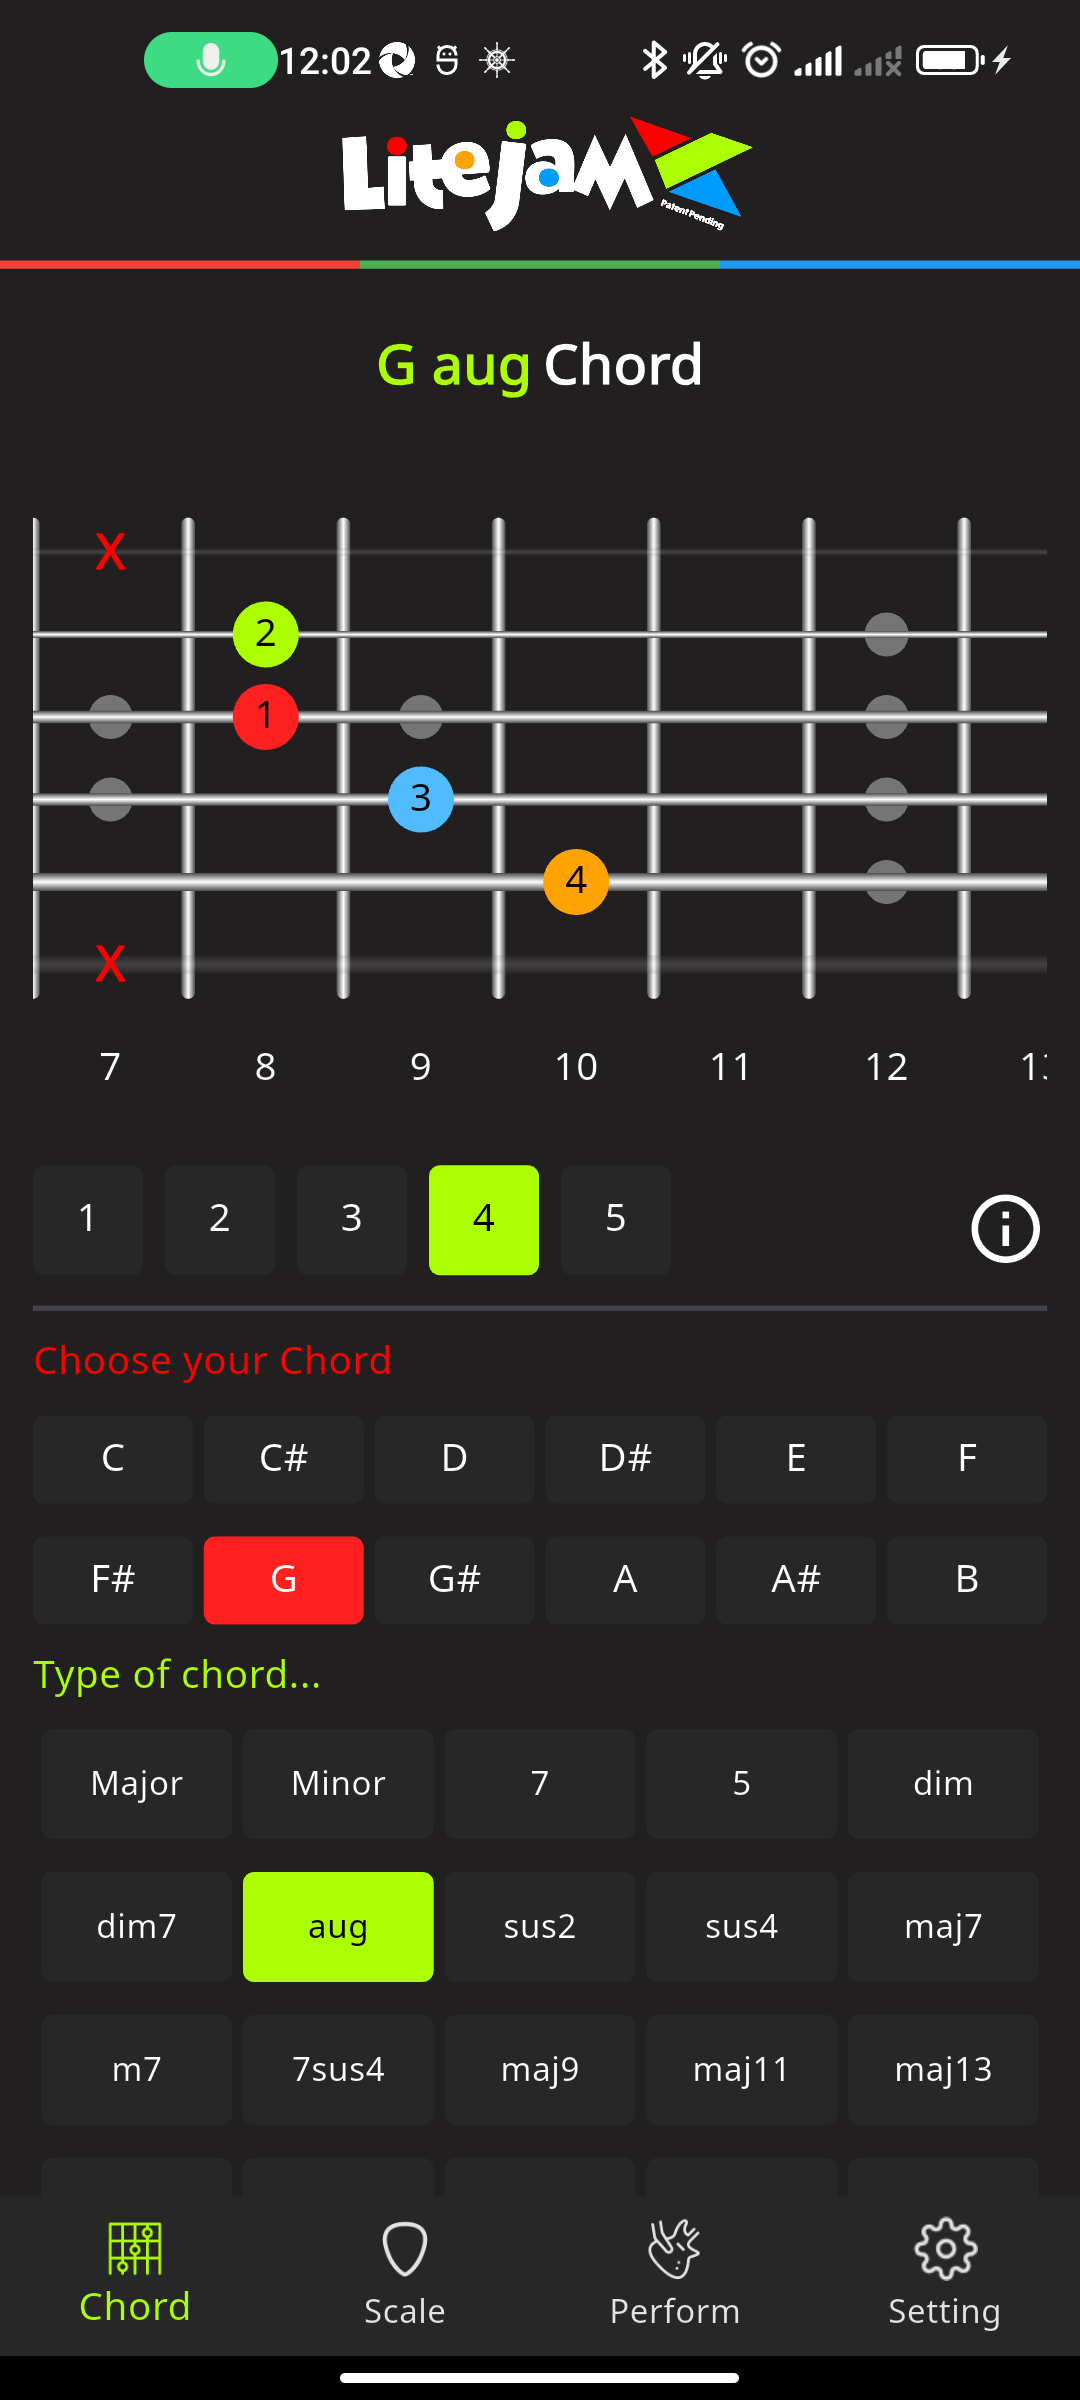 12:02
Litejam
Patent Pending
G aug Chord
X
2
1
3
4
X
7 8 9 10 11 12
1 2 3 4 5
Choose your Chord
C C# D D# E F
F# G G# A A# B
Type of chord...
Major Minor 7 5 dim
dim7 aug sus2 sus4 maj7
m7 7sus4 maj9 maj11 maj13
Chord Scale Perform Setting